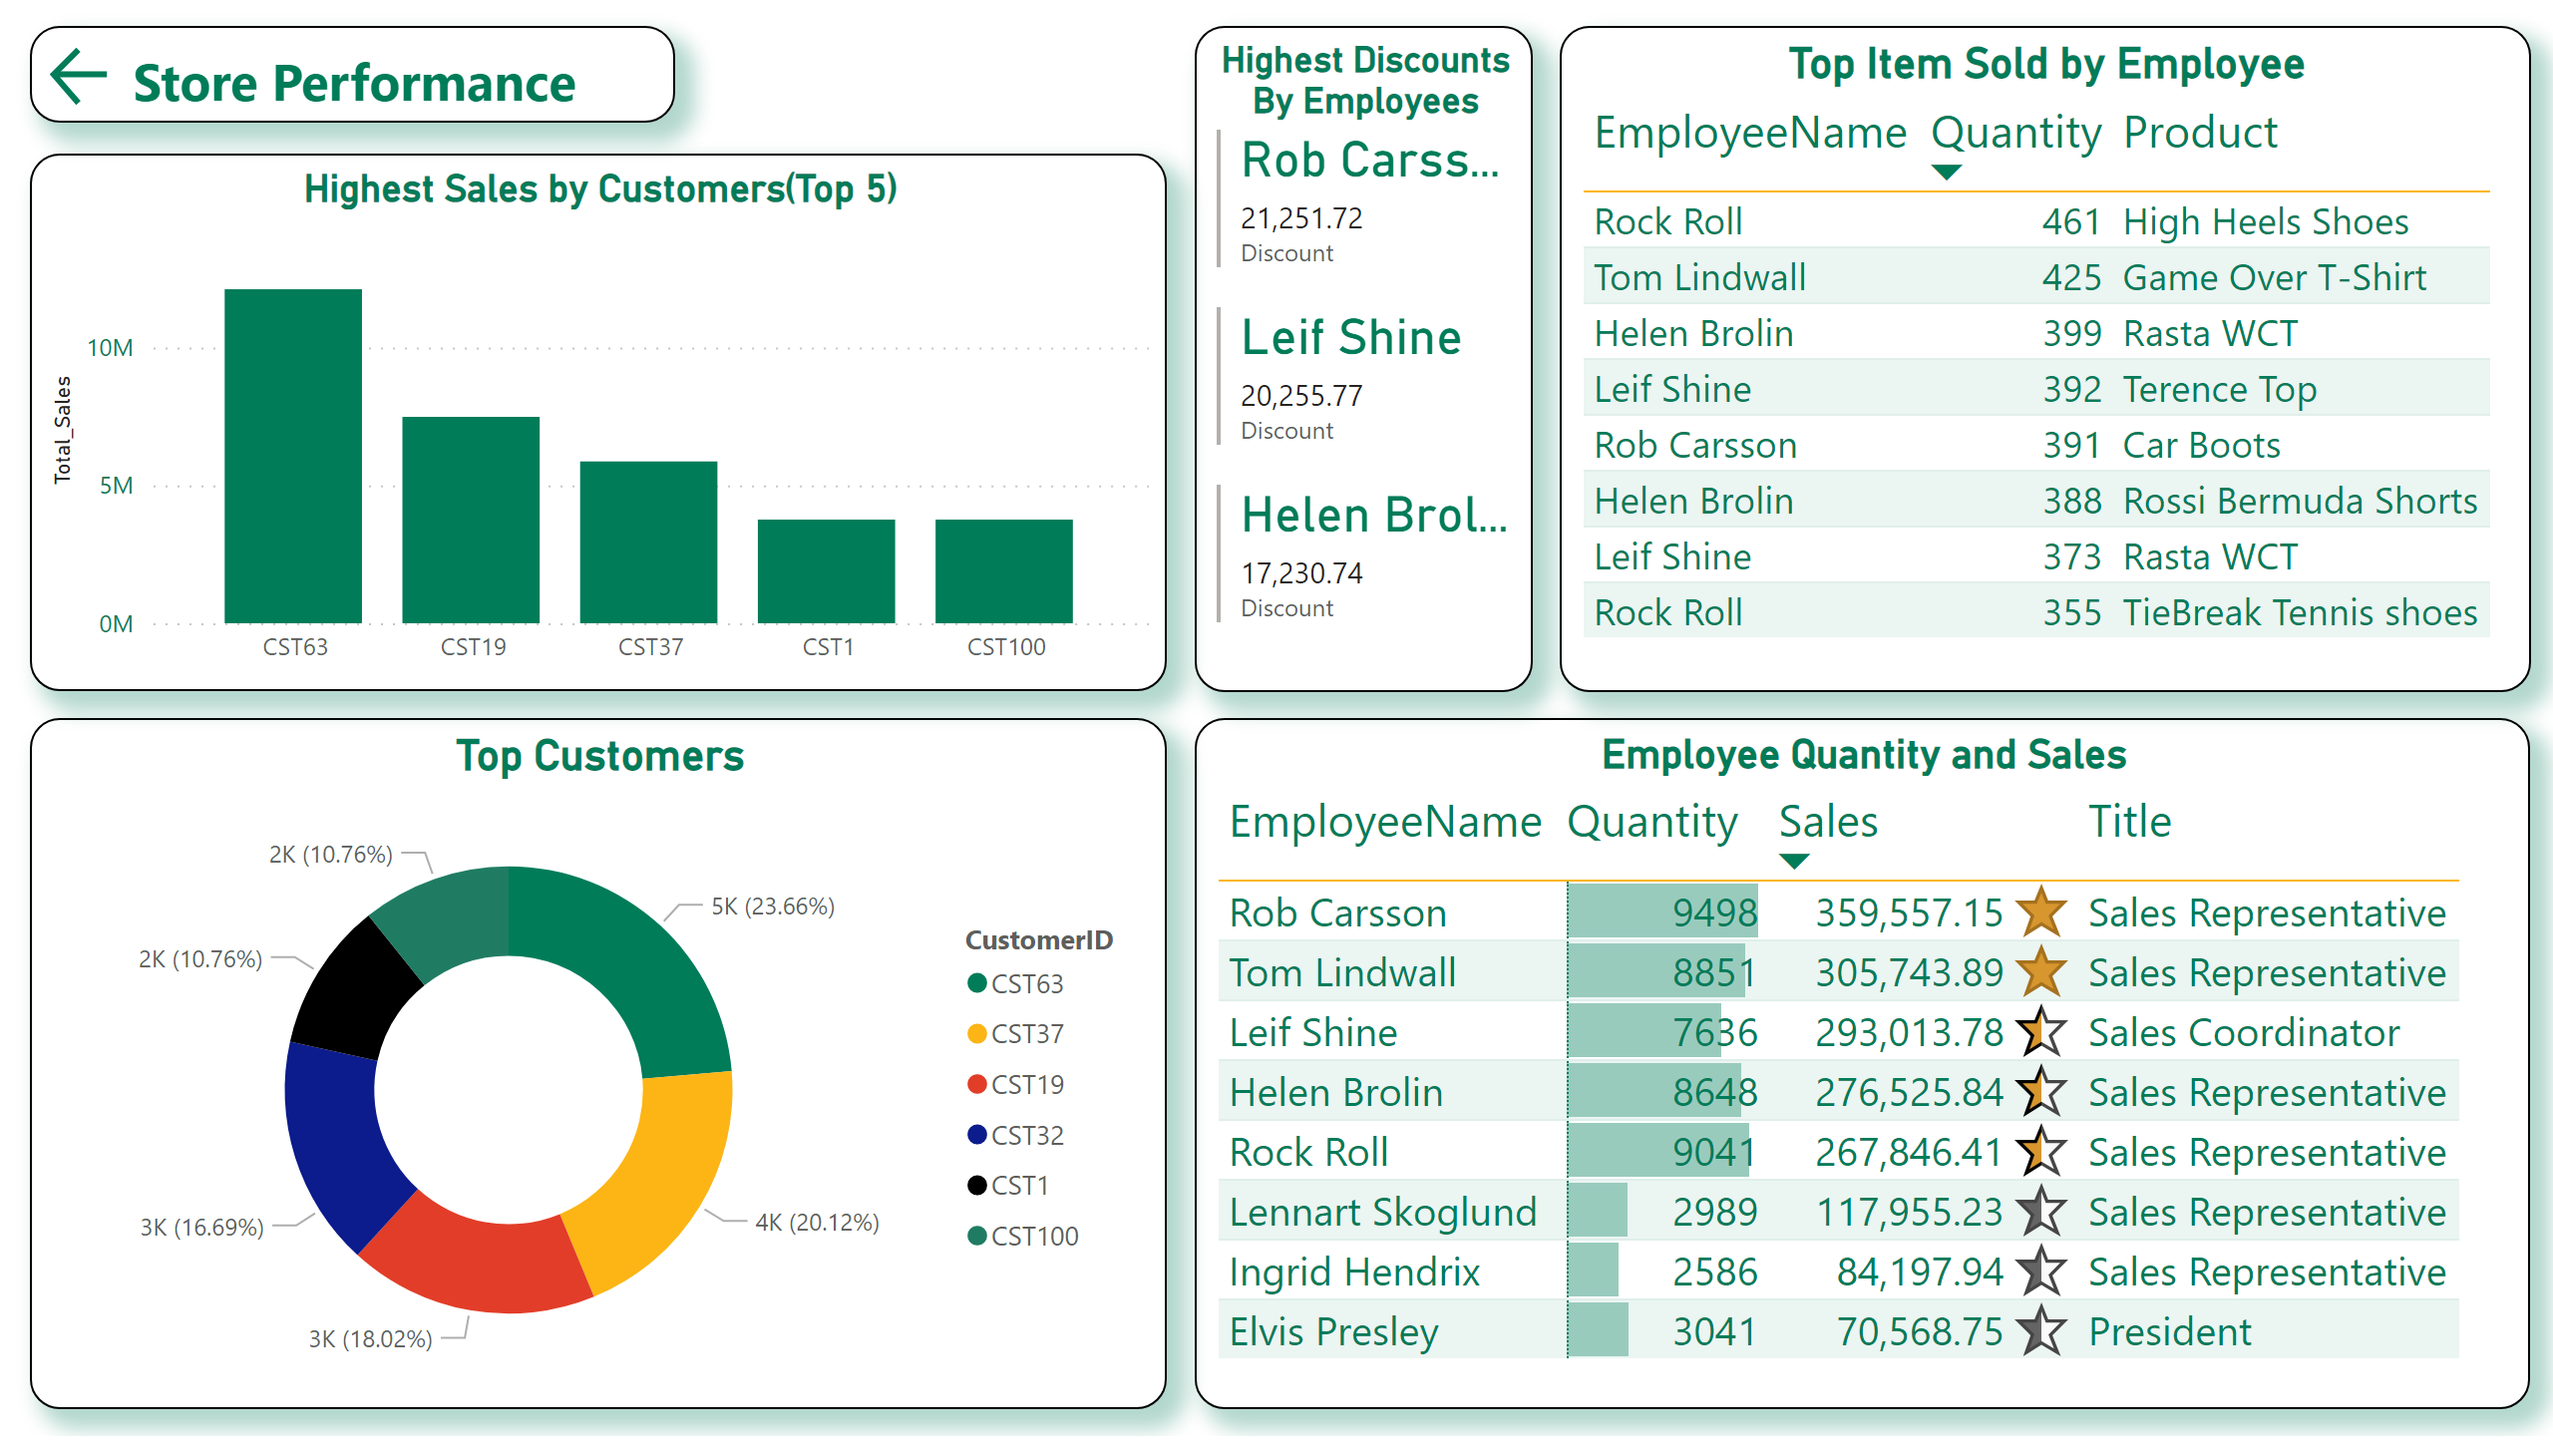 Store Performance
Highest Sales by Customers(Top 5)
Total_Sales
10M
5M
0M
CST63 CST19 CST37 CST1 CST100
Highest Discounts
By Employees
Rob Carss...
21,251.72
Discount
Leif Shine
20,255.77
Discount
Helen Brol...
17,230.74
Discount
Top Item Sold by Employee
EmployeeName Quantity Product
Rock Roll 461 High Heels Shoes
Tom Lindwall 425 Game Over T-Shirt
Helen Brolin 399 Rasta WCT
Leif Shine 392 Terence Top
Rob Carsson 391 Car Boots
Helen Brolin 388 Rossi Bermuda Shorts
Leif Shine 373 Rasta WCT
Rock Roll 355 TieBreak Tennis shoes
Top Customers
2K (10.76%)
5K (23.66%)
2K (10.76%)
4K (20.12%)
3K (16.69%)
3K (18.02%)
CustomerID
CST63
CST37
CST19
CST32
CST1
CST100
Employee Quantity and Sales
EmployeeName Quantity Sales Title
Rob Carsson 9498 359,557.15 Sales Representative
Tom Lindwall 8851 305,743.89 Sales Representative
Leif Shine 7636 293,013.78 Sales Coordinator
Helen Brolin 8648 276,525.84 Sales Representative
Rock Roll 9041 267,846.41 Sales Representative
Lennart Skoglund 2989 117,955.23 Sales Representative
Ingrid Hendrix 2586 84,197.94 Sales Representative
Elvis Presley 3041 70,568.75 President